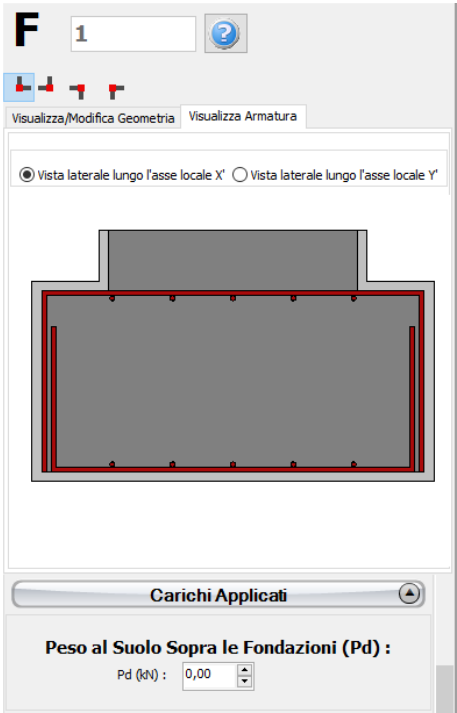 F 1
Visualizza/Modifica Geometria Visualizza Armatura
Vista laterale lungo l'asse locale X' Vista laterale lungo l'asse locale Y'
Carichi Applicati
Peso al Suolo Sopra le Fondazioni (Pd) :
Pd (kN) : 0,00